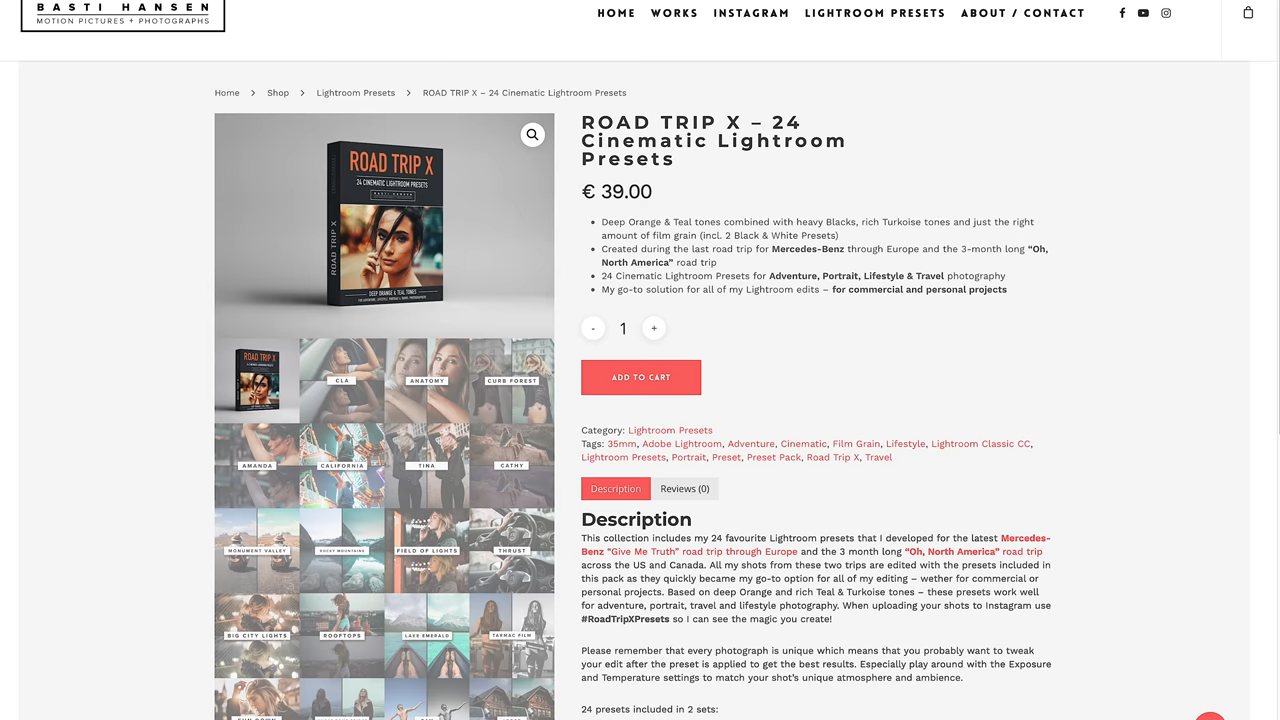 BASTI HANSEN
MOTION PICTURES + PHOTOGRAPHS
HOME WORKS INSTAGRAM LIGHTROOM PRESETS ABOUT / CONTACT
Home > Shop > Lightroom Presets > ROAD TRIP X – 24 Cinematic Lightroom Presets
ROAD TRIP X
24 CINEMATIC LIGHTROOM PRESETS
BASTI HANSEN
ROAD TRIP X
DEEP ORANGE & TEAL TONES
ROAD TRIP X – 24
Cinematic Lightroom
Presets
€ 39.00
Deep Orange & Teal tones combined with heavy Blacks, rich Turkoise tones and just the right
amount of film grain (incl. 2 Black & White Presets)
Created during the last road trip for Mercedes-Benz through Europe and the 3-month long “Oh,
North America” road trip
24 Cinematic Lightroom Presets for Adventure, Portrait, Lifestyle & Travel photography
My go-to solution for all of my Lightroom edits – for commercial and personal projects
- 1 +
ADD TO CART
Category: Lightroom Presets
Tags: 35mm, Adobe Lightroom, Adventure, Cinematic, Film Grain, Lifestyle, Lightroom Classic CC,
Lightroom Presets, Portrait, Preset, Preset Pack, Road Trip X, Travel
Description Reviews (0)
Description
This collection includes my 24 favourite Lightroom presets that I developed for the latest Mercedes-
Benz “Give Me Truth” road trip through Europe and the 3 month long “Oh, North America” road trip
across the US and Canada. All my shots from these two trips are edited with the presets included in
this pack as they quickly became my go-to option for all of my editing – wether for commercial or
personal projects. Based on deep Orange and rich Teal & Turkoise tones – these presets work well
for adventure, portrait, travel and lifestyle photography. When uploading your shots to Instagram use
#RoadTripXPresets so I can see the magic you create!
Please remember that every photograph is unique which means that you probably want to tweak
your edit after the preset is applied to get the best results. Especially play around with the Exposure
and Temperature settings to match your shot’s unique atmosphere and ambience.
24 presets included in 2 sets:
ROAD TRIP X
CLA ANATOMY CURB FOREST
AMANDA CALIFORNIA TINA CATHY
MONUMENT VALLEY ROCKY MOUNTAINS FIELD OF LIGHTS THRUST
BIG CITY LIGHTS ROOFTOPS LAKE EMERALD TARMAC FILM